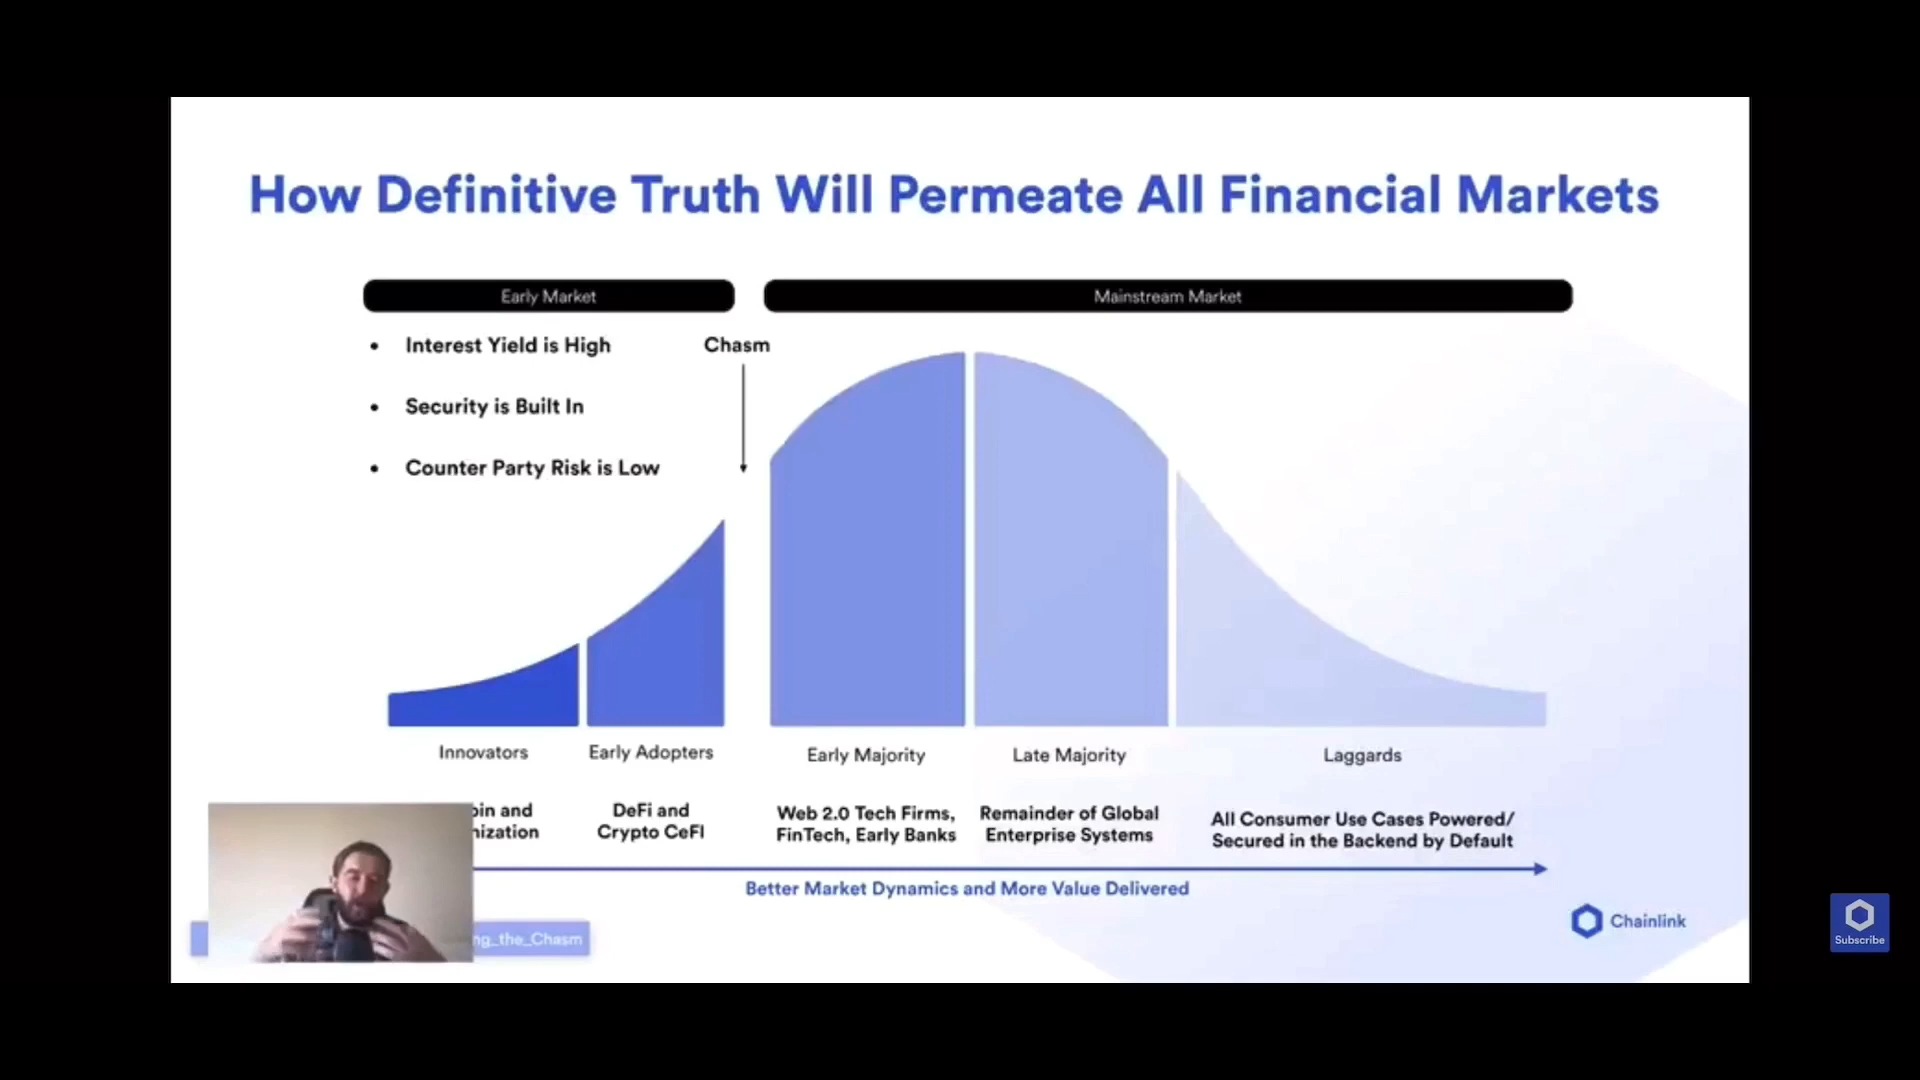 How Definitive Truth Will Permeate All Financial Markets
Early Market
Mainstream Market
• Interest Yield is High
Chasm
• Security is Built In
• Counter Party Risk is Low
Innovators
Early Adopters
Early Majority
Late Majority
Laggards
and
DeFi and
Crypto CeFI
Web 2.0 Tech Firms,
FinTech, Early Banks
Remainder of Global
Enterprise Systems
All Consumer Use Cases Powered/
Secured in the Backend by Default
Better Market Dynamics and More Value Delivered
ng_the_Chasm
Chainlink
Subscribe